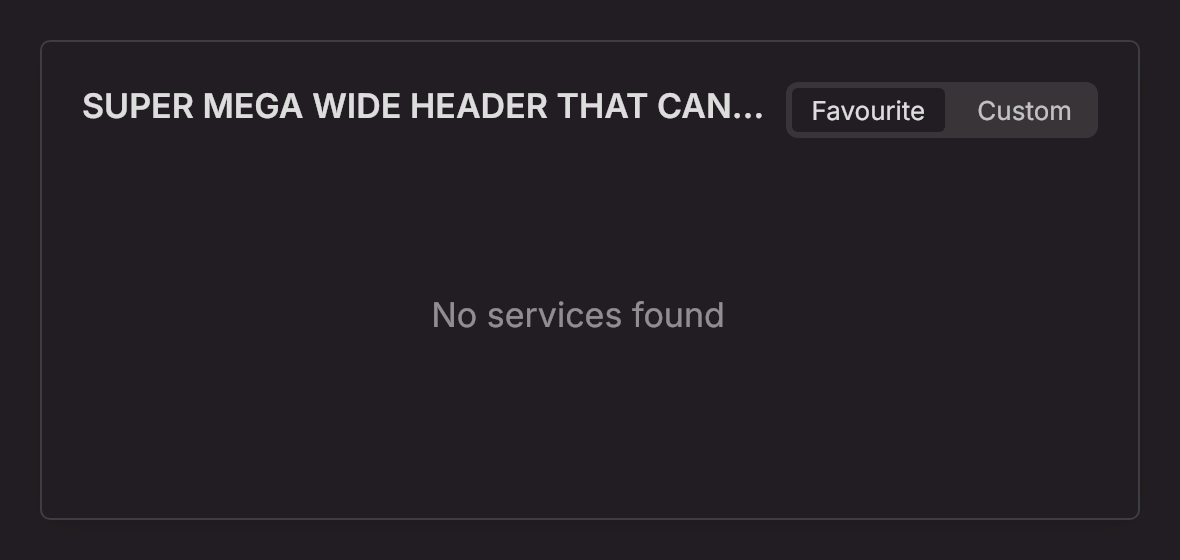 SUPER MEGA WIDE HEADER THAT CAN... Favourite Custom
No services found